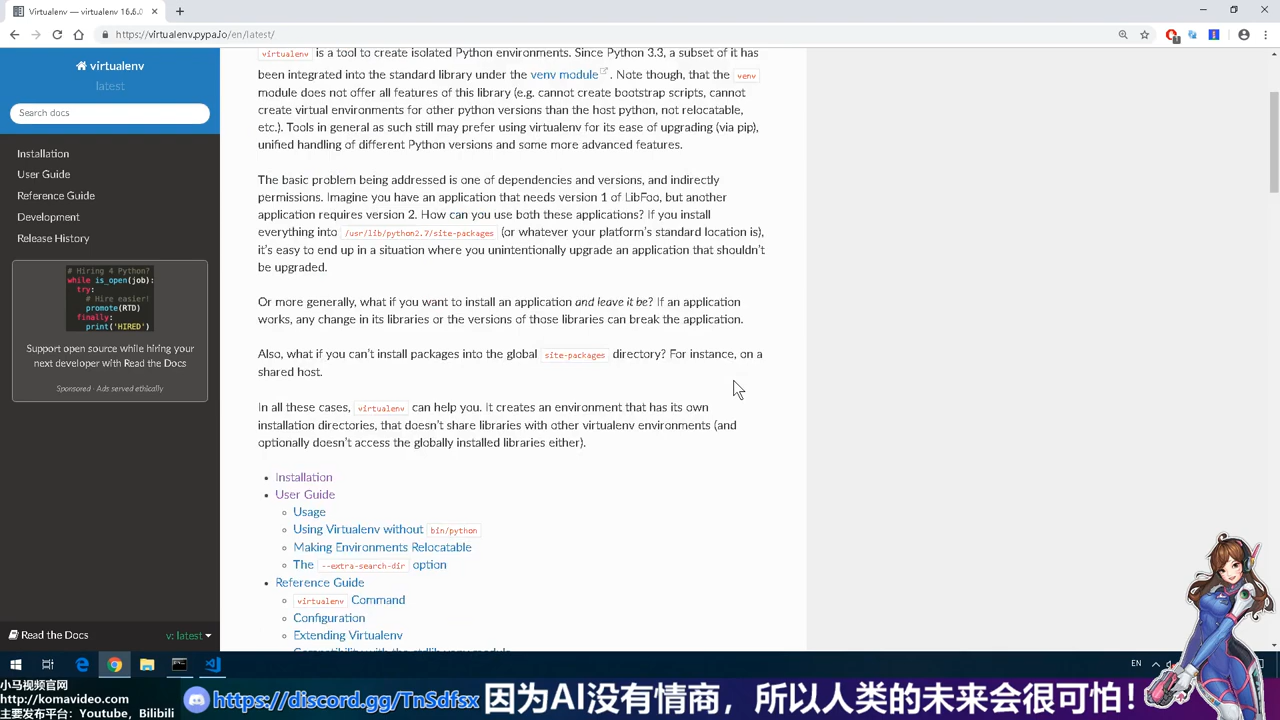 Virtualenv — virtualenv 16.6.0
https://virtualenv.pypa.io/en/latest/
virtualenv
latest
Search docs
Installation
User Guide
Reference Guide
Development
Release History
# Hiring 4 Python?
while is_open(job):
try:
# Hire easier!
promote(RTD)
finally:
print('HIRED')
Support open source while hiring your
next developer with Read the Docs
Sponsored · Ads served ethically
Read the Docs
v: latest
virtualenv is a tool to create isolated Python environments. Since Python 3.3, a subset of it has
been integrated into the standard library under the venv module. Note though, that the venv
module does not offer all features of this library (e.g. cannot create bootstrap scripts, cannot
create virtual environments for other python versions than the host python, not relocatable,
etc.). Tools in general as such still may prefer using virtualenv for its ease of upgrading (via pip),
unified handling of different Python versions and some more advanced features.
The basic problem being addressed is one of dependencies and versions, and indirectly
permissions. Imagine you have an application that needs version 1 of LibFoo, but another
application requires version 2. How can you use both these applications? If you install
everything into /usr/lib/python2.7/site-packages (or whatever your platform's standard location is),
it's easy to end up in a situation where you unintentionally upgrade an application that shouldn't
be upgraded.
Or more generally, what if you want to install an application and leave it be? If an application
works, any change in its libraries or the versions of those libraries can break the application.
Also, what if you can't install packages into the global site-packages directory? For instance, on a
shared host.
In all these cases, virtualenv can help you. It creates an environment that has its own
installation directories, that doesn't share libraries with other virtualenv environments (and
optionally doesn't access the globally installed libraries either).
Installation
User Guide
Usage
Using Virtualenv without bin/python
Making Environments Relocatable
The --extra-search-dir option
Reference Guide
virtualenv Command
Configuration
Extending Virtualenv
Compatibility with the stdlib venv module
EN
小马视频官网
http://komavideo.com
主要发布平台：Youtube，Bilibili
https://discord.gg/TnSdfsx
因为AI没有情商，所以人类的未来会很可怕！